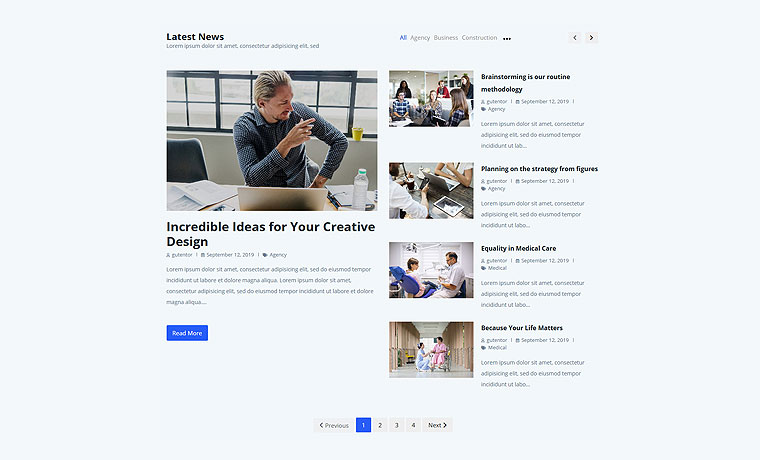 Latest News
Lorem ipsum dolor sit amet, consectetur adipisicing elit, sed
All Agency Business Construction •••
Incredible Ideas for Your Creative
Design
gutentor | September 12, 2019 | Agency
Lorem ipsum dolor sit amet, consectetur adipisicing elit, sed do eiusmod tempor
incididunt ut labore et dolore magna aliqua. Lorem ipsum dolor sit amet,
consectetur adipisicing elit, sed do eiusmod tempor incididunt ut labore et dolore
magna aliqua....
Read More
Brainstorming is our routine
methodology
gutentor | September 12, 2019 |
Agency
Lorem ipsum dolor sit amet, consectetur
adipisicing elit, sed do eiusmod tempor
incididunt ut lab...
Planning on the strategy from figures
gutentor | September 12, 2019 |
Agency
Lorem ipsum dolor sit amet, consectetur
adipisicing elit, sed do eiusmod tempor
incididunt ut labo...
Equality in Medical Care
gutentor | September 12, 2019 |
Medical
Lorem ipsum dolor sit amet, consectetur
adipisicing elit, sed do eiusmod tempor
incididunt ut labo...
Because Your Life Matters
gutentor | September 12, 2019 |
Medical
Lorem ipsum dolor sit amet, consectetur
adipisicing elit, sed do eiusmod tempor
incididunt ut labo...
Previous 1 2 3 4 Next